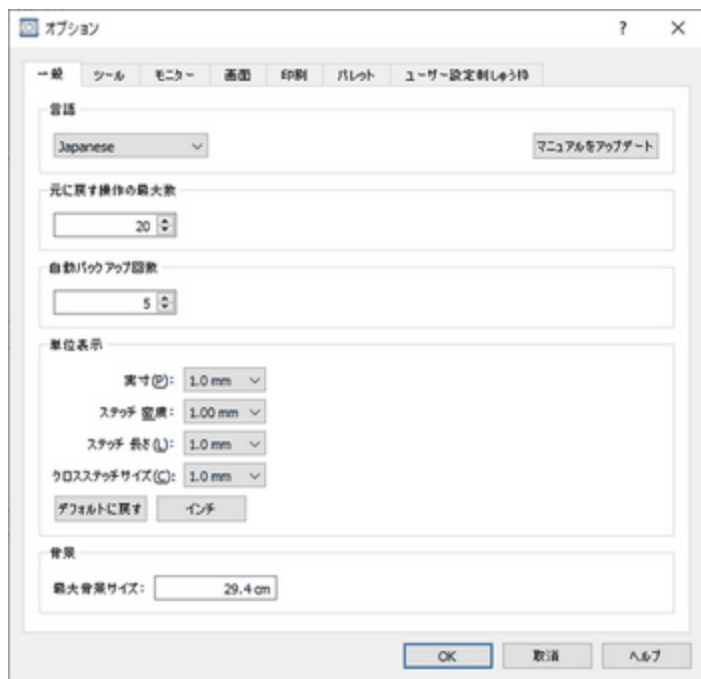 オプション ?
一般 ツール モニター 画面 印刷 パレット ユーザー設定刺しゅう枠
言語
Japanese マニュアルをアップデート
元に戻す操作の最大数
20
自動バックアップ回数
5
単位表示
実寸(P): 1.0 mm
ステッチ 密度: 1.00 mm
ステッチ 長さ(L): 1.0 mm
クロスステッチサイズ(C): 1.0 mm
デフォルトに戻す インチ
背景
最大背景サイズ: 29.4 cm
OK 取消 ヘルプ